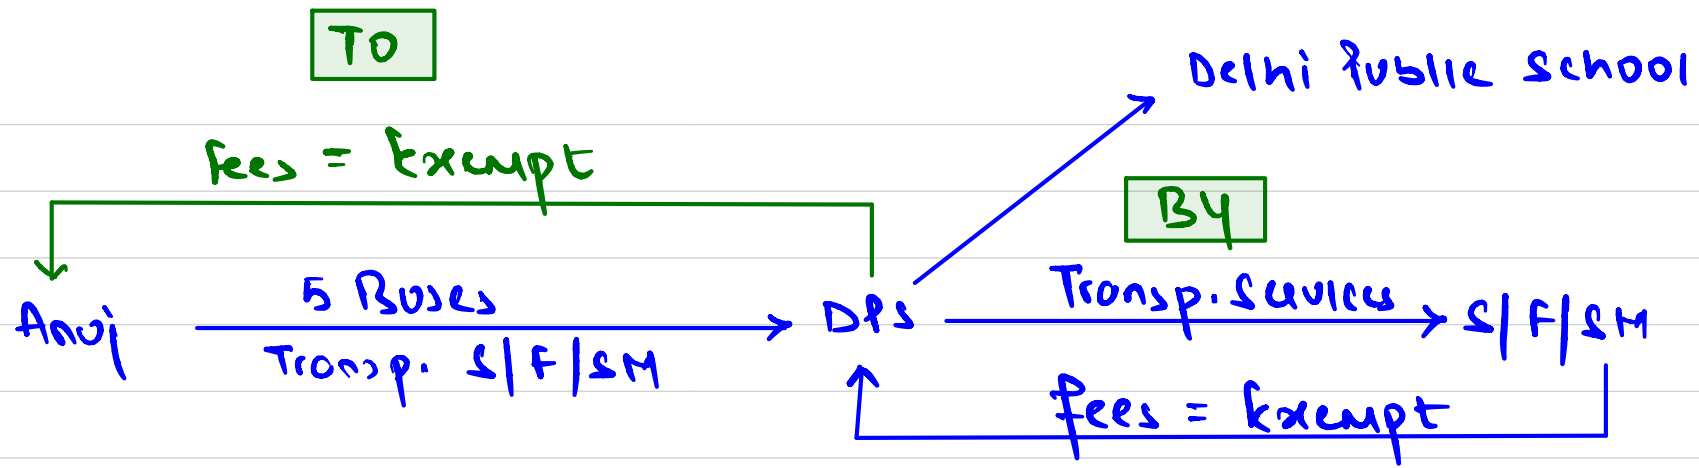 TO
Delhi Public School
Fees = Exempt
BY
5 Buses
Transp. Services
Anuj
DPS
S/F/SM
Transp. S/F/SM
Fees = Exempt